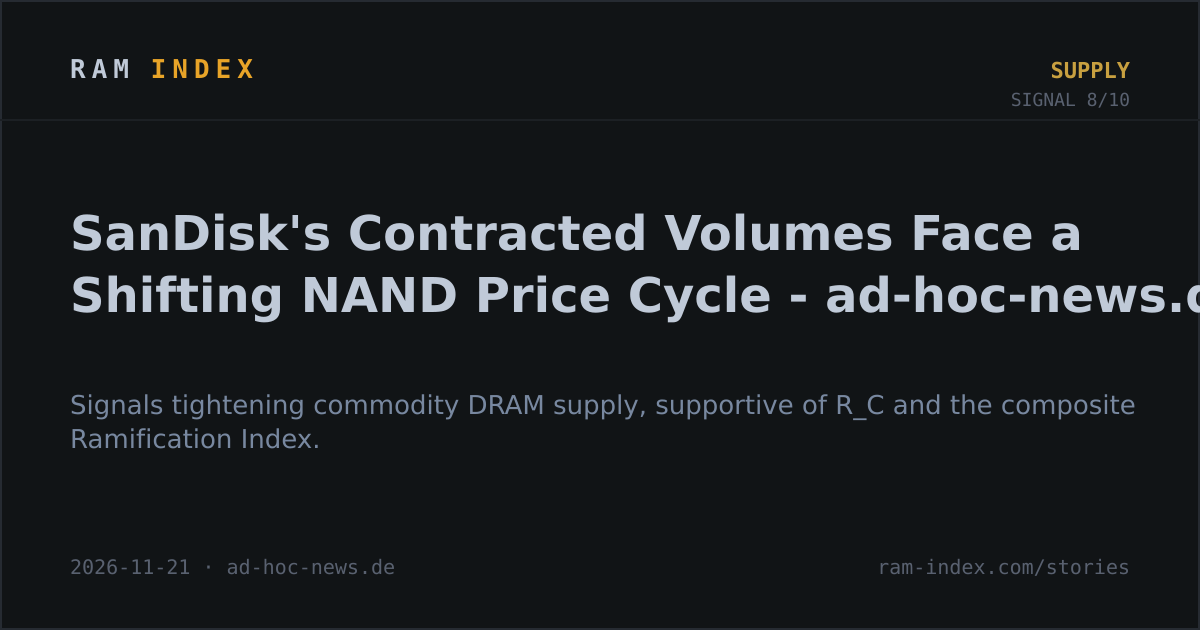 RAM INDEX
SUPPLY
SIGNAL 8/10
SanDisk's Contracted Volumes Face a
Shifting NAND Price Cycle - ad-hoc-news.
Signals tightening commodity DRAM supply, supportive of R_C and the composite
Ramification Index.
2026-11-21 · ad-hoc-news.de
ram-index.com/stories